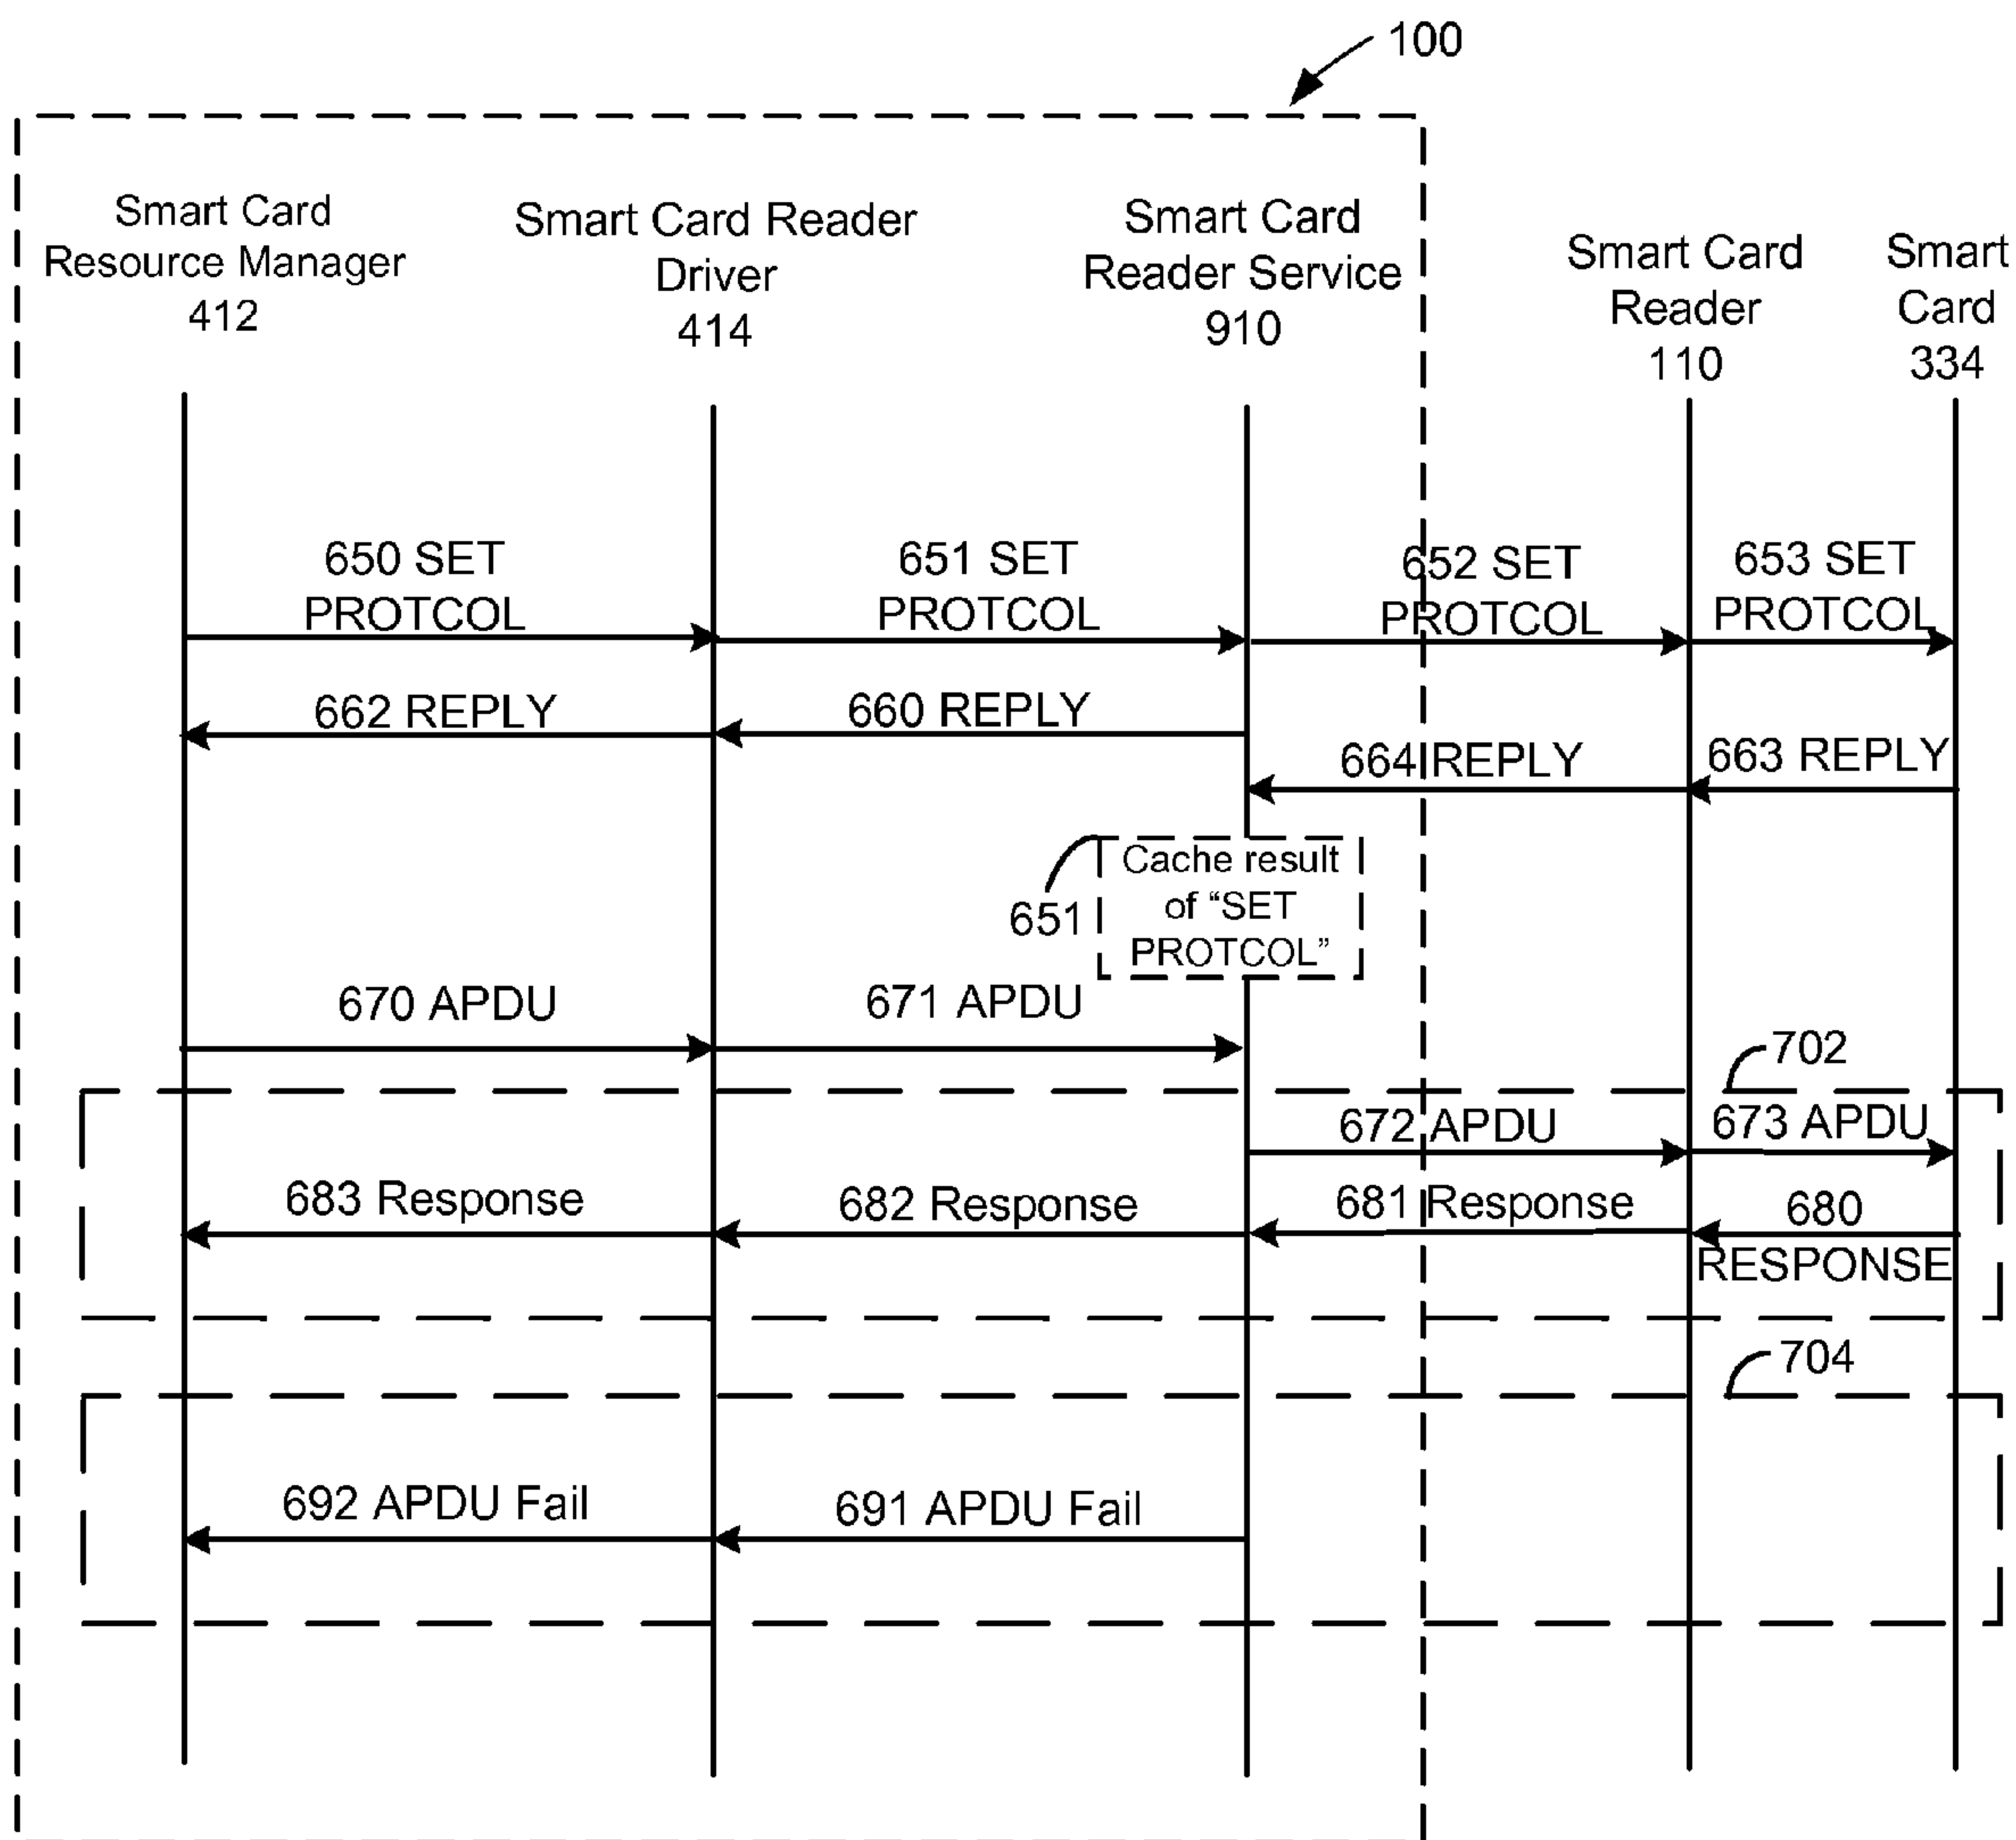 100
Smart Card
Resource Manager
412
Smart Card Reader
Driver
414
Smart Card
Reader Service
910
Smart Card
Reader
110
Smart
Card
334
650 SET
PROTCOL
651 SET
PROTCOL
652 SET
PROTCOL
653 SET
PROTCOL
662 REPLY
660 REPLY
664 REPLY
663 REPLY
651
Cache result
of “SET
PROTCOL”
670 APDU
671 APDU
702
672 APDU
673 APDU
683 Response
682 Response
681 Response
680
RESPONSE
704
692 APDU Fail
691 APDU Fail